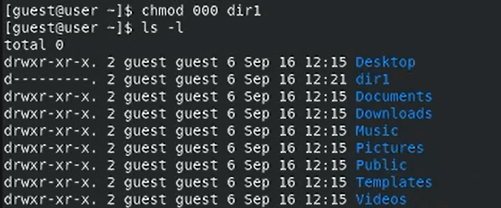 [guest@user ~]$ chmod 000 dir1
[guest@user ~]$ ls -l
total 0
drwxr-xr-x. 2 guest guest 6 Sep 16 12:15 Desktop
d---------. 2 guest guest 6 Sep 16 12:21 dir1
drwxr-xr-x. 2 guest guest 6 Sep 16 12:15 Documents
drwxr-xr-x. 2 guest guest 6 Sep 16 12:15 Downloads
drwxr-xr-x. 2 guest guest 6 Sep 16 12:15 Music
drwxr-xr-x. 2 guest guest 6 Sep 16 12:15 Pictures
drwxr-xr-x. 2 guest guest 6 Sep 16 12:15 Public
drwxr-xr-x. 2 guest guest 6 Sep 16 12:15 Templates
drwxr-xr-x. 2 guest guest 6 Sep 16 12:15 Videos